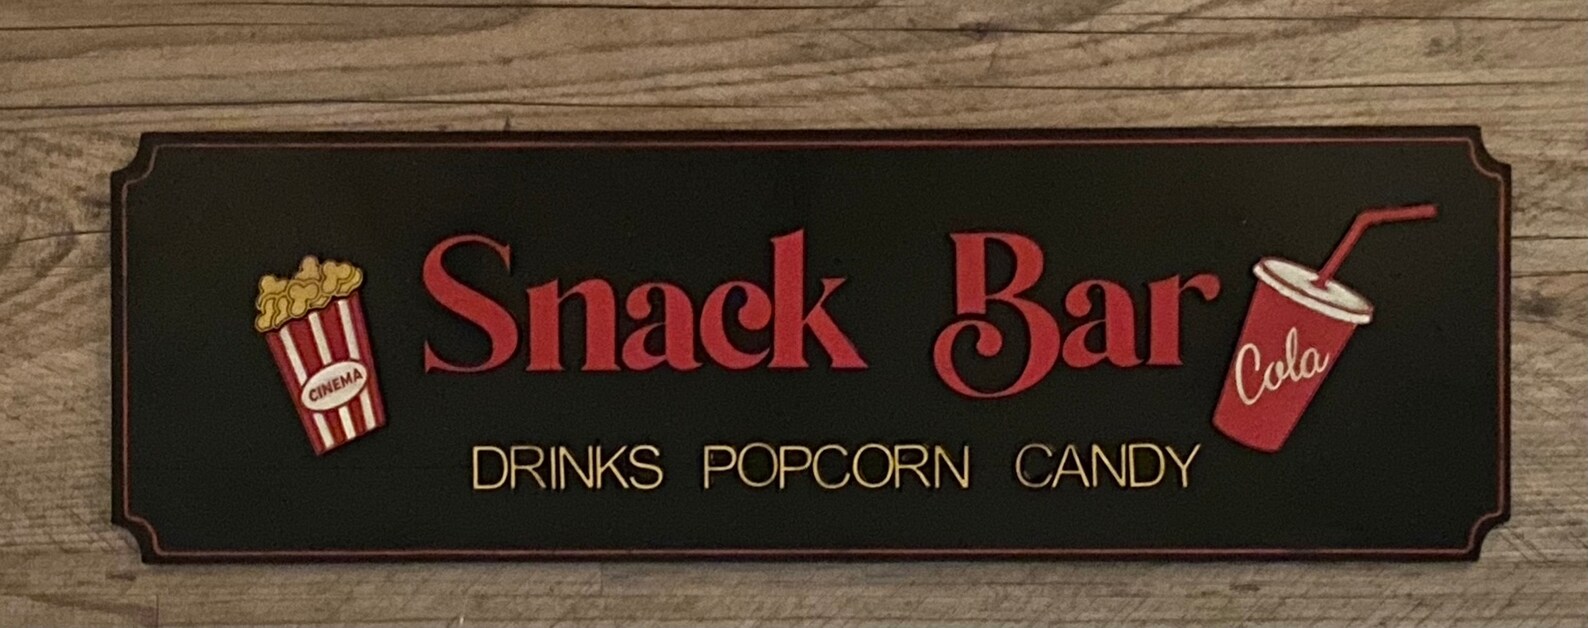 Snack Bar
CINEMA
Cola
DRINKS POPCORN CANDY